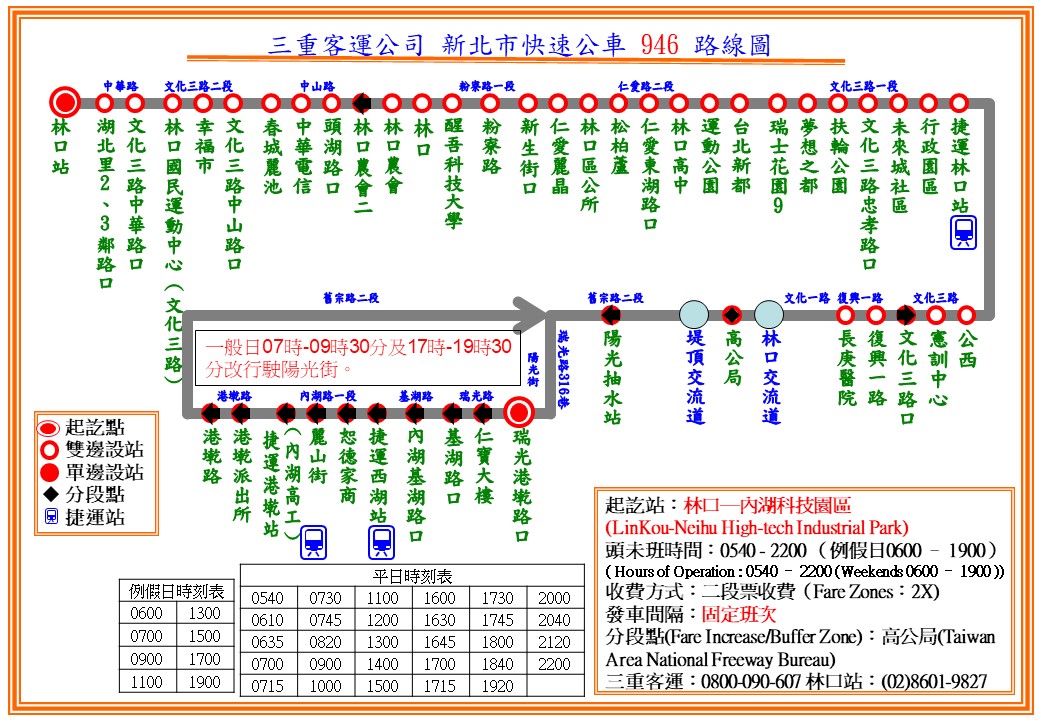 三重客運公司 新北市快速公車 946 路線圖
中華路 文化三路二段 中山路 粉寮路一段 仁愛路二段 文化三路一段
林口站
湖北里2、3鄰路口
文化三路中華路口
林口國民運動中心(文化三路)
幸福市
文化三路中山路口
春城麗池
中華電信
頭湖路口
林口農會二
林口農會
林口
醒吾科技大學
粉寮路
新生街口
仁愛麗晶
林口區公所
松柏蘆
仁愛東湖路口
林口高中
運動公園
台北新都
瑞士花園9
夢想之都
扶輪公園
文化三路忠孝路口
未來城社區
行政園區
捷運林口站
舊宗路二段 舊宗路二段 文化一路 復興一路 文化三路
陽光抽水站
堤頂交流道
高公局
林口交流道
長庚醫院
復興一路
文化三路口
憲訓中心
公西
一般日07時-09時30分及17時-19時30
分改行駛陽光街。
陽光街
瑞光路316巷
港墘路 內湖路一段 基湖路 瑞光路
港墘路
港墘派出所
捷運港墘站
(內湖高工)
麗山街
恕德家商
捷運西湖站
內湖基湖路口
基湖路口
仁寶大樓
瑞光港墘路口
起訖點
雙邊設站
單邊設站
分段點
捷運站
起訖站：林口─內湖科技園區
(LinKou-Neihu High-tech Industrial Park)
頭末班時間：0540 - 2200 （例假日0600 – 1900）
( Hours of Operation : 0540 – 2200 (Weekends 0600 – 1900))
收費方式：二段票收費（Fare Zones：2X)
發車間隔：固定班次
分段點(Fare Increase/Buffer Zone)：高公局(Taiwan
Area National Freeway Bureau)
三重客運：0800-090-607 林口站：(02)8601-9827
例假日時刻表
0600 1300
0700 1500
0900 1700
1100 1900
平日時刻表
0540 0730 1100 1600 1730 2000
0610 0745 1200 1630 1745 2040
0635 0820 1300 1645 1800 2120
0700 0900 1400 1700 1840 2200
0715 1000 1500 1715 1920